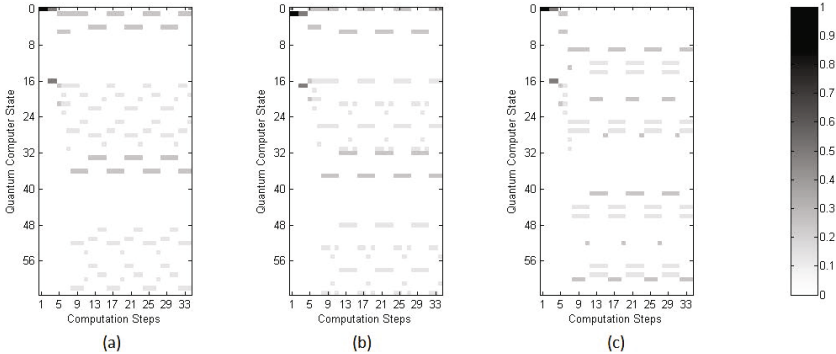 0
8
16
24
32
40
48
56
Quantum Computer State
1 5 9 13 17 21 25 29 33
Computation Steps
(a)
0
8
16
24
32
40
48
56
Quantum Computer State
1 5 9 13 17 21 25 29 33
Computation Steps
(b)
0
8
16
24
32
40
48
56
Quantum Computer State
1 5 9 13 17 21 25 29 33
Computation Steps
(c)
1
0.9
0.8
0.7
0.6
0.5
0.4
0.3
0.2
0.1
0